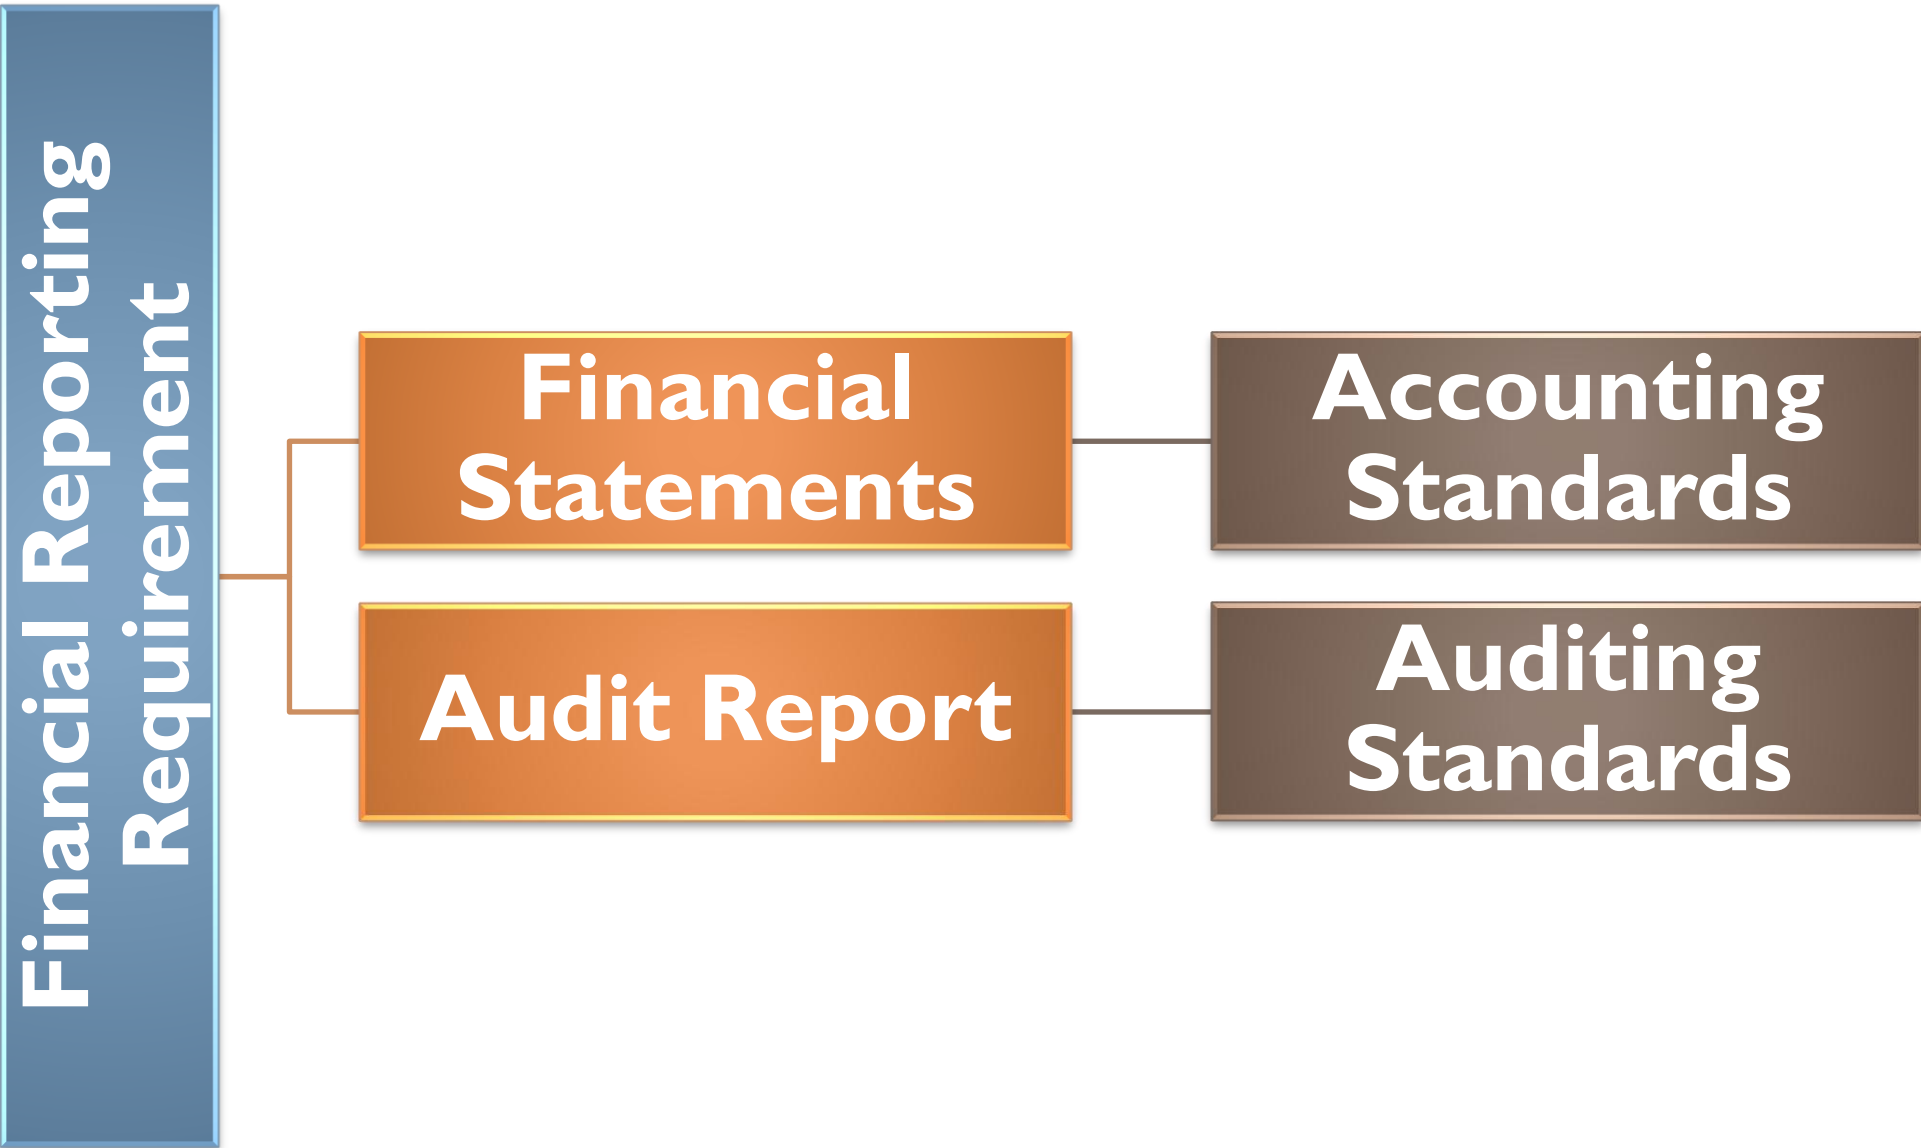 Financial Reporting
Requirement
Financial
Statements
Accounting
Standards
Audit Report
Auditing
Standards